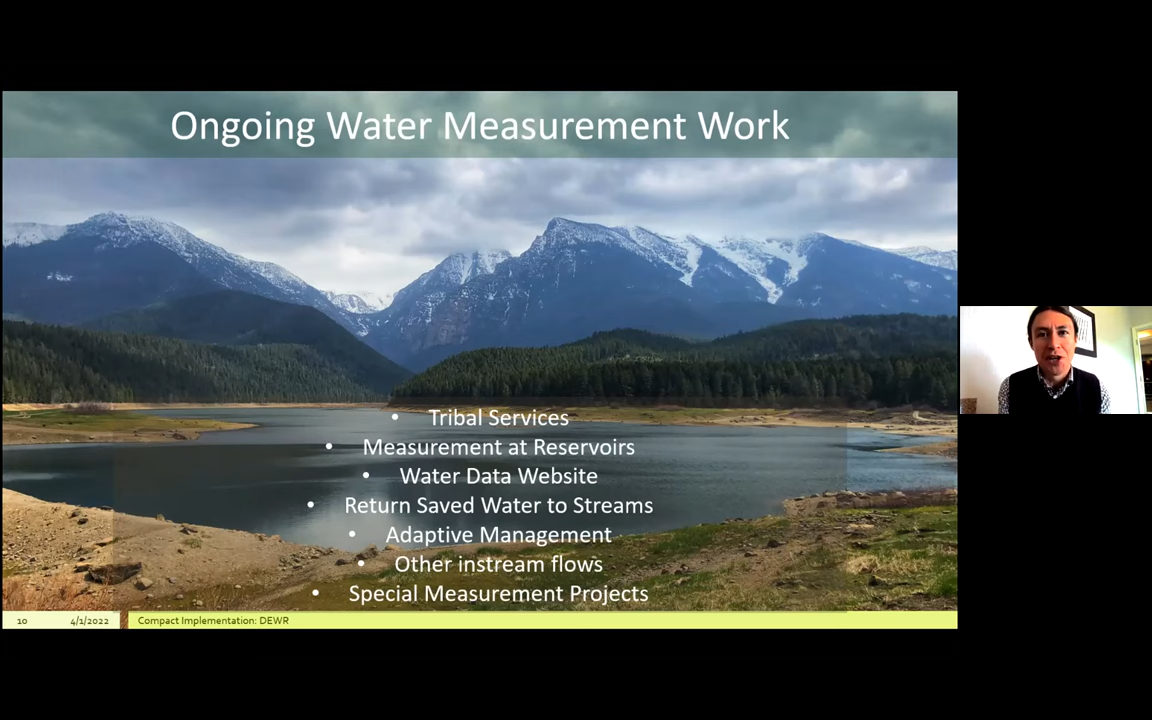 Ongoing Water Measurement Work
• Tribal Services
• Measurement at Reservoirs
• Water Data Website
• Return Saved Water to Streams
• Adaptive Management
• Other instream flows
• Special Measurement Projects
10 4/1/2022 Compact Implementation: DEWR